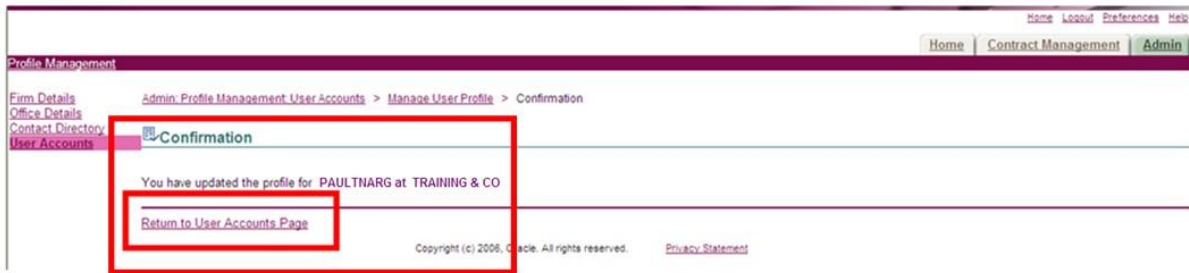 Home Logout Preferences Help
Home Contract Management Admin
Profile Management
Firm Details
Office Details
Contact Directory
User Accounts
Admin: Profile Management: User Accounts > Manage User Profile > Confirmation
Confirmation
You have updated the profile for PAULTNARG at TRAINING & CO
Return to User Accounts Page
Copyright (c) 2006, Oracle. All rights reserved. Privacy Statement